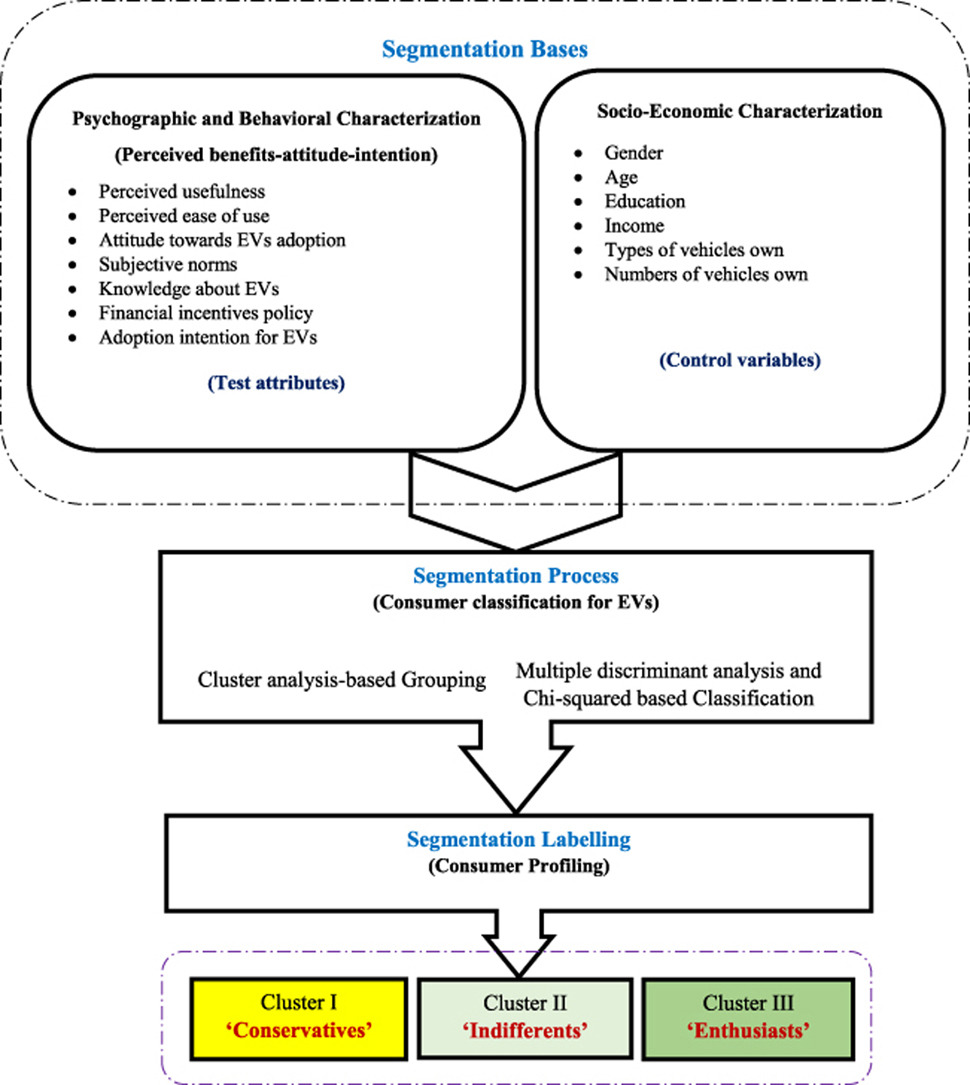 Segmentation Bases
Psychographic and Behavioral Characterization
(Perceived benefits-attitude-intention)
• Perceived usefulness
• Perceived ease of use
• Attitude towards EVs adoption
• Subjective norms
• Knowledge about EVs
• Financial incentives policy
• Adoption intention for EVs
(Test attributes)
Socio-Economic Characterization
• Gender
• Age
• Education
• Income
• Types of vehicles own
• Numbers of vehicles own
(Control variables)
Segmentation Process
(Consumer classification for EVs)
Cluster analysis-based Grouping
Multiple discriminant analysis and
Chi-squared based Classification
Segmentation Labelling
(Consumer Profiling)
Cluster I
‘Conservatives’
Cluster II
‘Indifferents’
Cluster III
‘Enthusiasts’